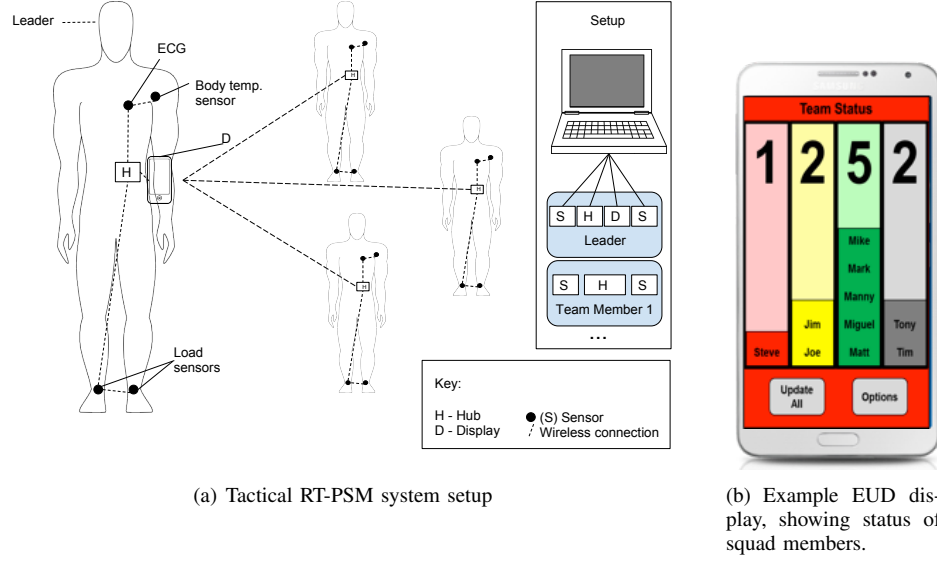 Leader
ECG
Body temp.
sensor
D
H
Load
sensors
H
H
H
Setup
S H D S
Leader
S H S
Team Member 1
...
Key:
H - Hub
D - Display
(S) Sensor
Wireless connection
(a) Tactical RT-PSM system setup
Team Status
1 2 5 2
Mike
Mark
Manny
Jim Miguel Tony
Steve Joe Matt Tim
Update
All
Options
(b) Example EUD dis-
play, showing status of
squad members.